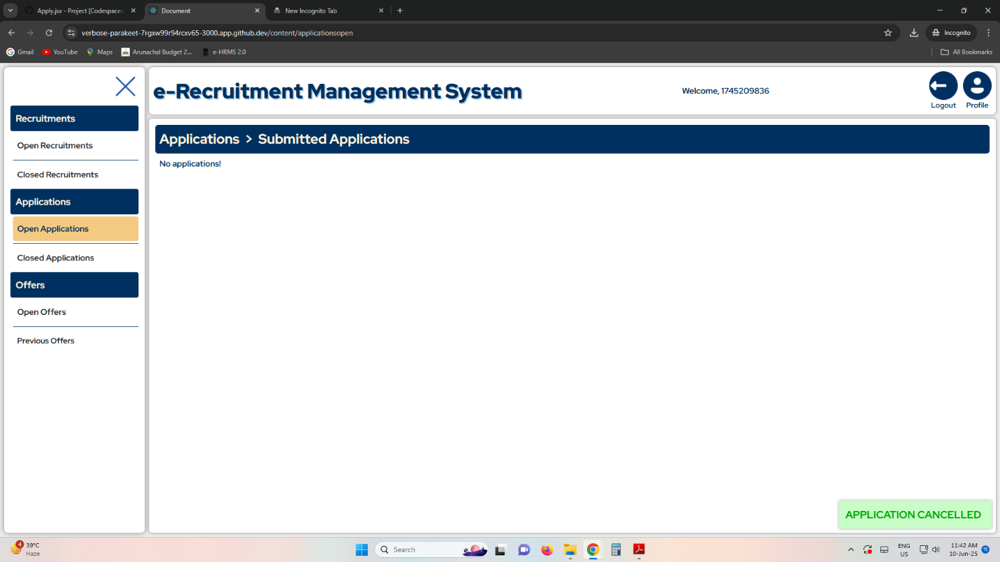 Apply.jsx - Project [Codespaces
Document
New Incognito Tab
verbose-parakeet-7rgxw99r94rcxv65-3000.app.github.dev/content/applicationsopen
Incognito
Gmail
YouTube
Maps
Arunachal Budget 2...
e-HRMS 2.0
All Bookmarks
e-Recruitment Management System
Welcome, 1745209836
Logout
Profile
Recruitments
Open Recruitments
Closed Recruitments
Applications
Open Applications
Closed Applications
Offers
Open Offers
Previous Offers
Applications > Submitted Applications
No applications!
APPLICATION CANCELLED
4
39°C
Haze
Search
ENG
US
11:42 AM
10-Jun-25
11